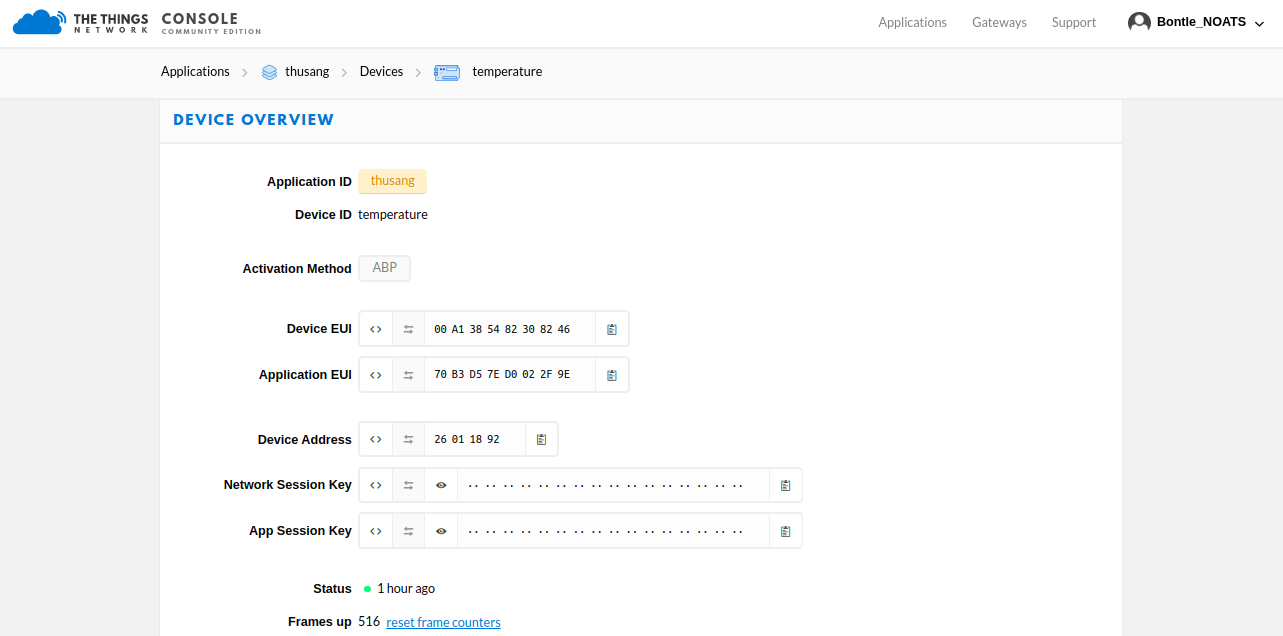 THE THINGS NETWORK CONSOLE COMMUNITY EDITION Applications Gateways Support Bontle_NOATS
Applications thusang Devices temperature
DEVICE OVERVIEW
Application ID thusang
Device ID temperature
Activation Method ABP
Device EUI 00 A1 38 54 82 30 82 46
Application EUI 70 B3 D5 7E D0 02 2F 9E
Device Address 26 01 18 92
Network Session Key
App Session Key
Status 1 hour ago
Frames up 516 reset frame counters